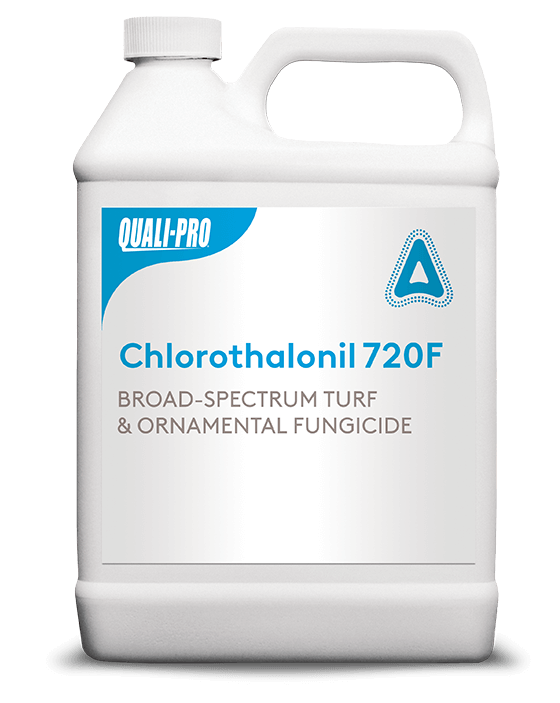 QUALI-PRO®
Chlorothalonil 720F
BROAD-SPECTRUM TURF
& ORNAMENTAL FUNGICIDE